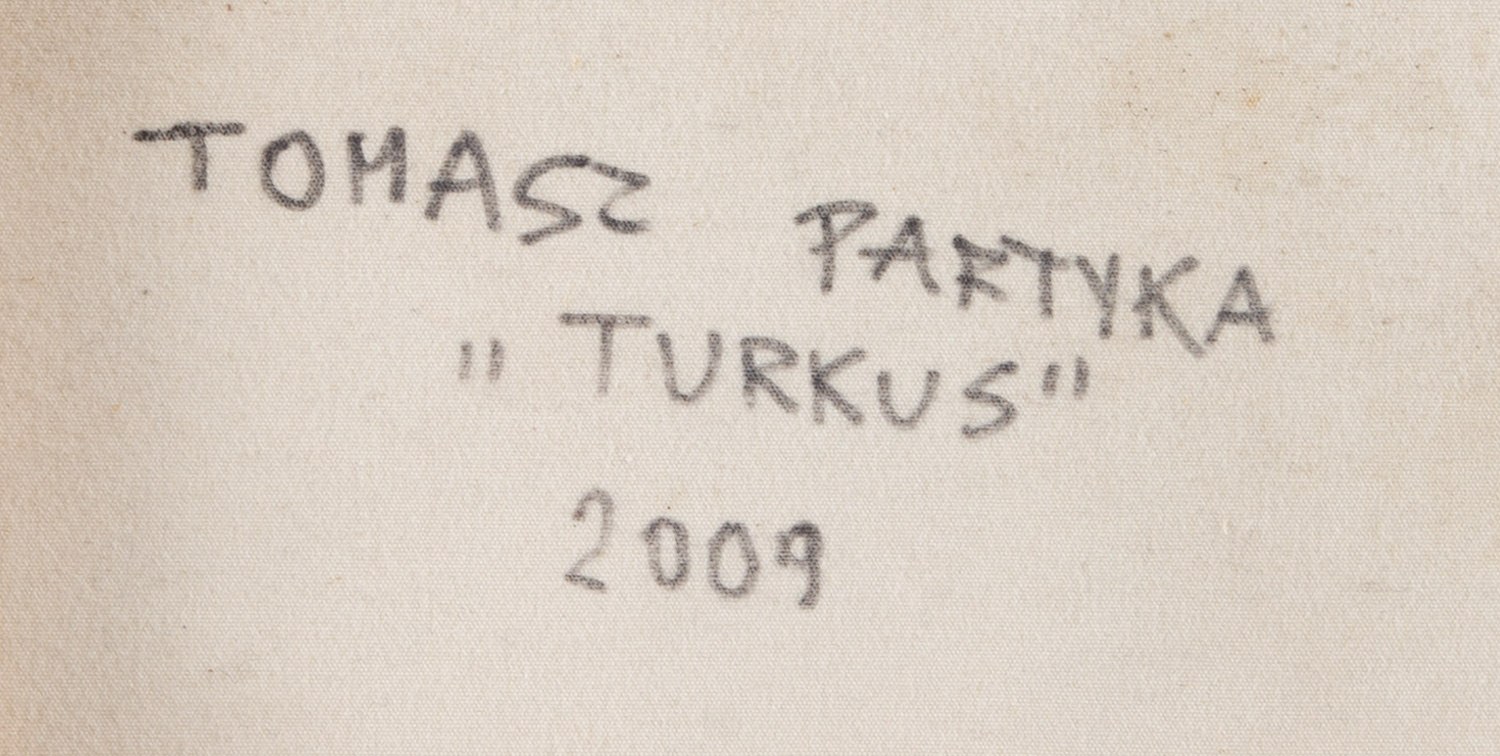 TOMASZ PARTYKA
"TURKUS"
2009